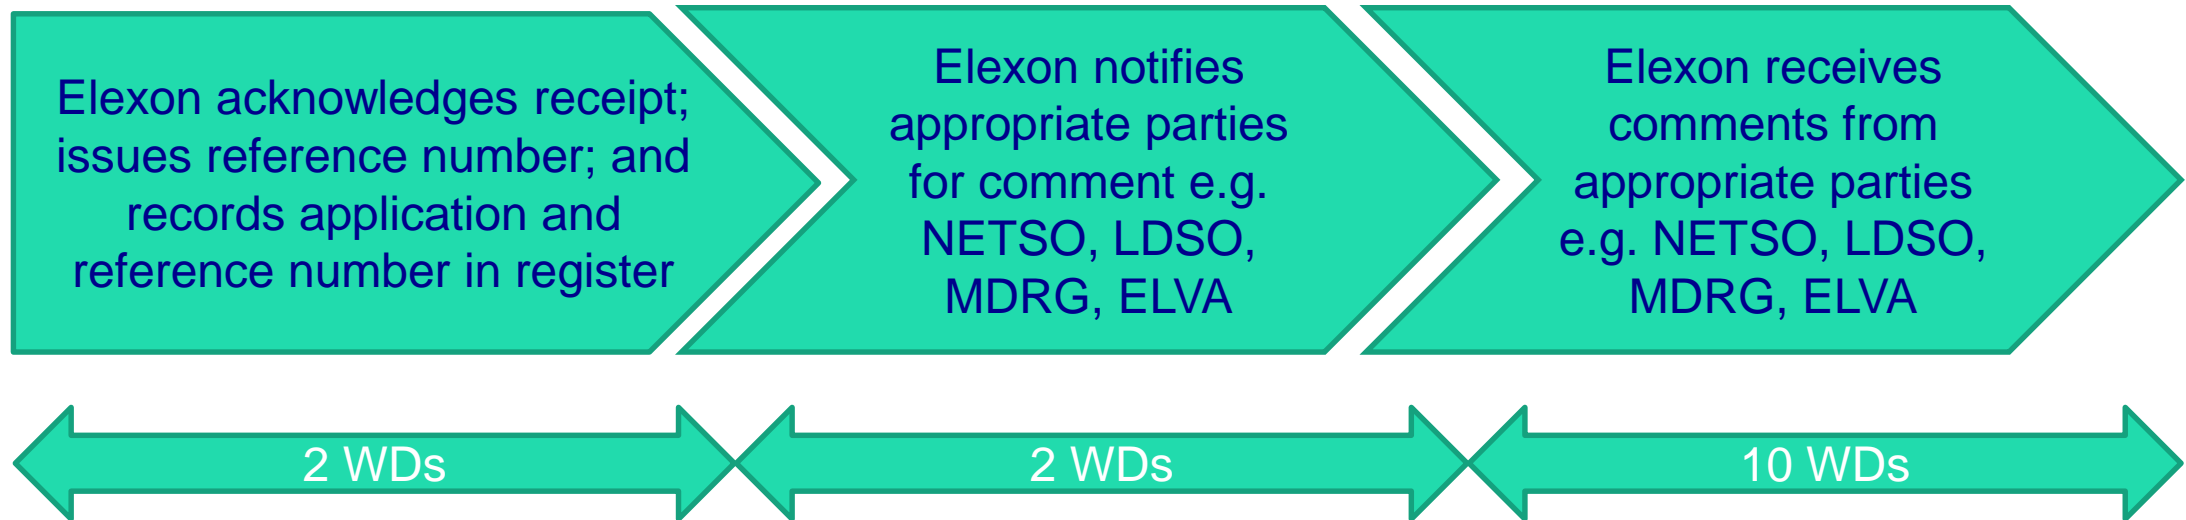 Elexon acknowledges receipt;
issues reference number; and
records application and
reference number in register
Elexon notifies
appropriate parties
for comment e.g.
NETSO, LDSO,
MDRG, ELVA
Elexon receives
comments from
appropriate parties
e.g. NETSO, LDSO,
MDRG, ELVA
2 WDs
2 WDs
10 WDs